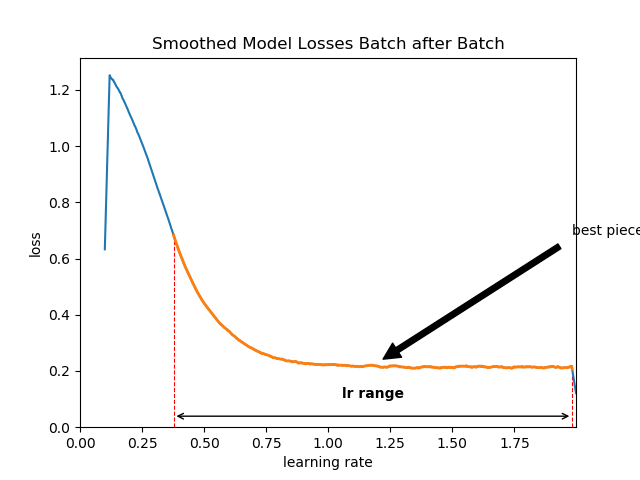 Smoothed Model Losses Batch after Batch
1.2
1.0
0.8
0.6
0.4
0.2
0.0
loss
best piece
lr range
0.00 0.25 0.50 0.75 1.00 1.25 1.50 1.75
learning rate